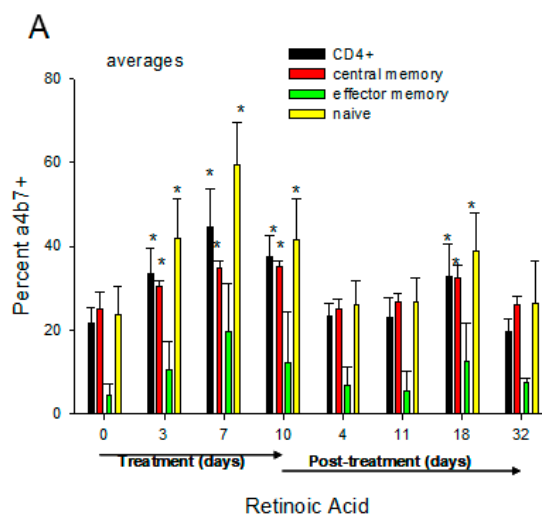 A
averages
CD4+
central memory
effector memory
naive
Percent a4b7+
80
60
40
20
0
* * *
* * *
* * *
* * *
0 3 7 10 4 11 18 32
Treatment (days) Post-treatment (days)
Retinoic Acid